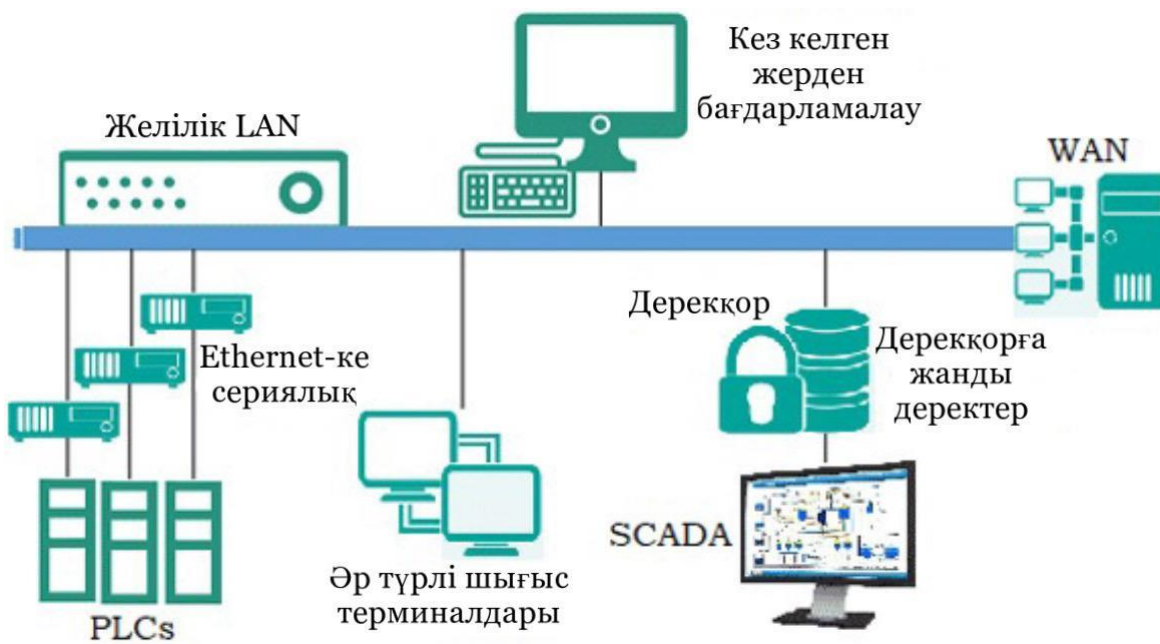 Кез келген
жерден
бағдарламалау
Желілік LAN
WAN
Ethernet-ке
сериялық
Дерекқор
Дерекқорға
жанды
деректер
SCADA
Әр түрлі шығыс
терминалдары
PLCs